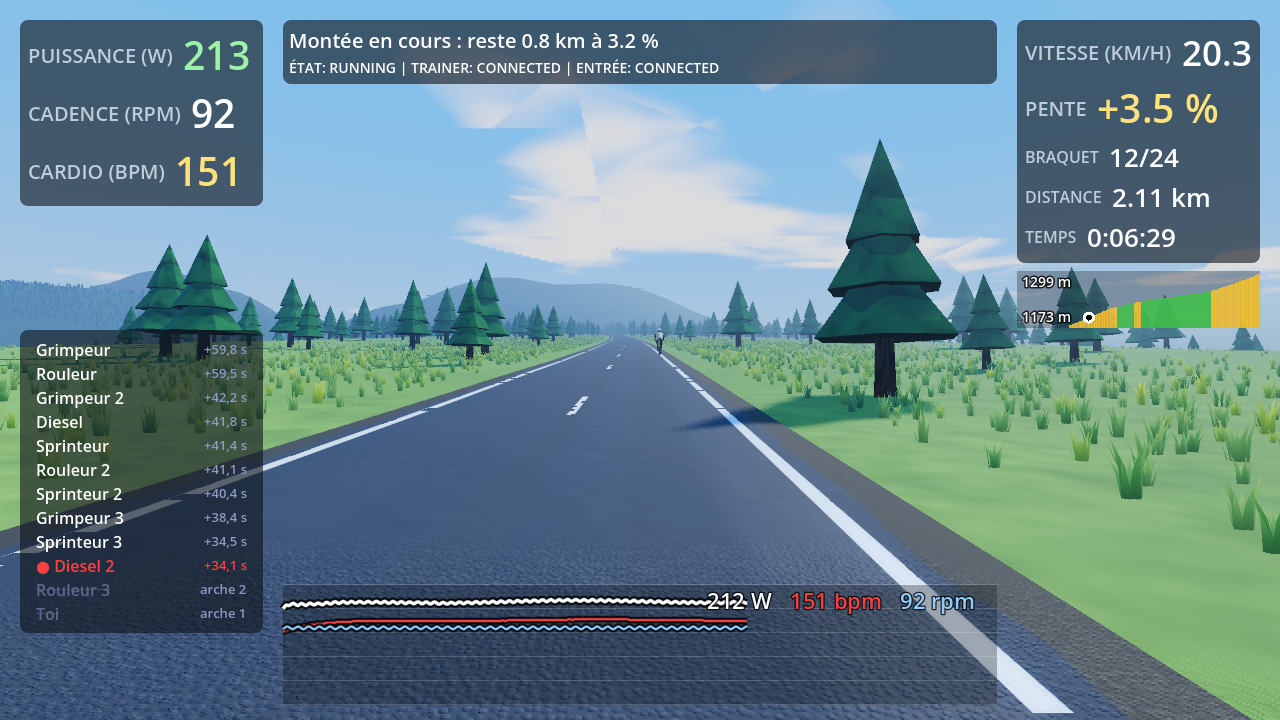 PUISSANCE (W) 213
CADENCE (RPM) 92
CARDIO (BPM) 151
Montée en cours : reste 0.8 km à 3.2 %
ÉTAT: RUNNING | TRAINER: CONNECTED | ENTRÉE: CONNECTED
VITESSE (KM/H) 20.3
PENTE +3.5 %
BRAQUET 12/24
DISTANCE 2.11 km
TEMPS 0:06:29
1299 m
1173 m
Grimpeur +59,8 s
Rouleur +59,5 s
Grimpeur 2 +42,2 s
Diesel +41,8 s
Sprinteur +41,4 s
Rouleur 2 +41,1 s
Sprinteur 2 +40,4 s
Grimpeur 3 +38,4 s
Sprinteur 3 +34,5 s
Diesel 2 +34,1 s
Rouleur 3 arche 2
Toi arche 1
212 W 151 bpm 92 rpm